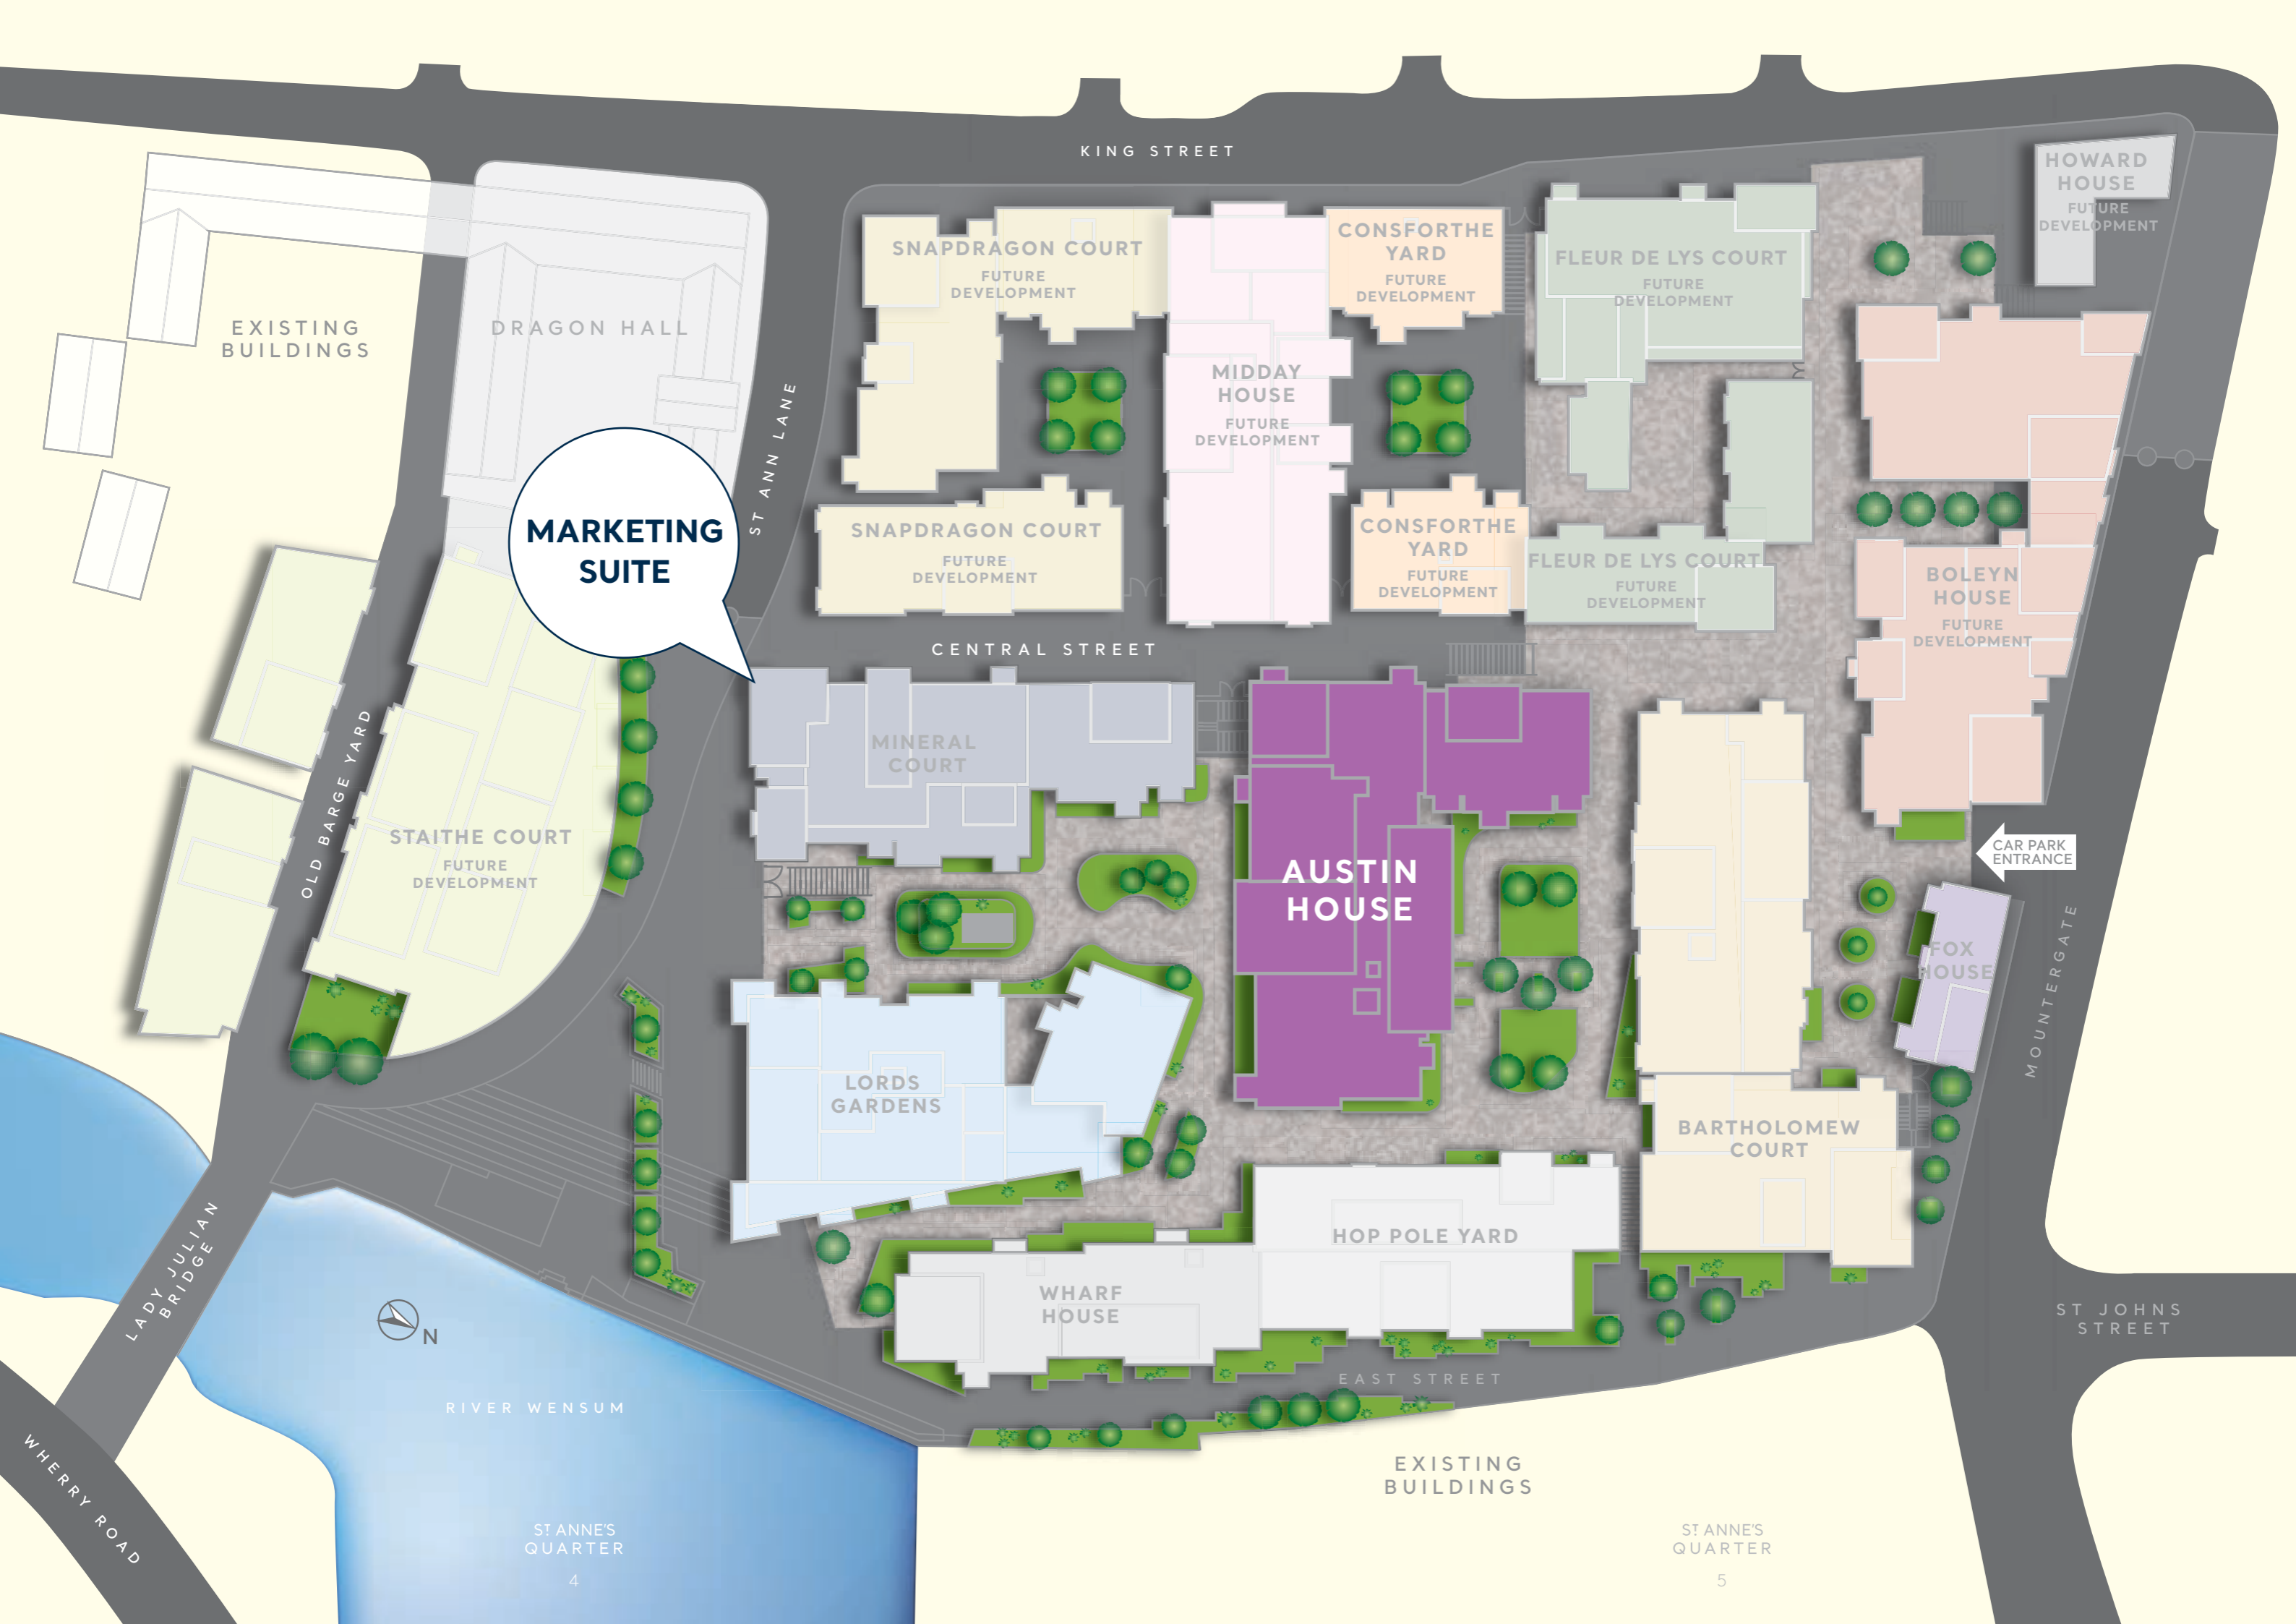 KING STREET
HOWARD
HOUSE
FUTURE
DEVELOPMENT
SNAPDRAGON COURT
FUTURE
DEVELOPMENT
CONSFORTHE
YARD
FUTURE
DEVELOPMENT
FLEUR DE LYS COURT
FUTURE
DEVELOPMENT
EXISTING
BUILDINGS
DRAGON HALL
MIDDAY
HOUSE
FUTURE
DEVELOPMENT
ST ANN LANE
MARKETING
SUITE
SNAPDRAGON COURT
FUTURE
DEVELOPMENT
CONSFORTHE
YARD
FUTURE
DEVELOPMENT
FLEUR DE LYS COURT
FUTURE
DEVELOPMENT
BOLEYN
HOUSE
FUTURE
DEVELOPMENT
CENTRAL STREET
MINERAL
COURT
OLD BARGE YARD
STAITHE COURT
FUTURE
DEVELOPMENT
AUSTIN
HOUSE
CAR PARK
ENTRANCE
FOX
HOUSE
MOUNTERGATE
LORDS
GARDENS
BARTHOLOMEW
COURT
HOP POLE YARD
WHARF
HOUSE
LADY JULIAN
BRIDGE
N
ST JOHNS
STREET
EAST STREET
RIVER WENSUM
WHERRY ROAD
EXISTING
BUILDINGS
ST ANNE'S
QUARTER
4
ST ANNE'S
QUARTER
5